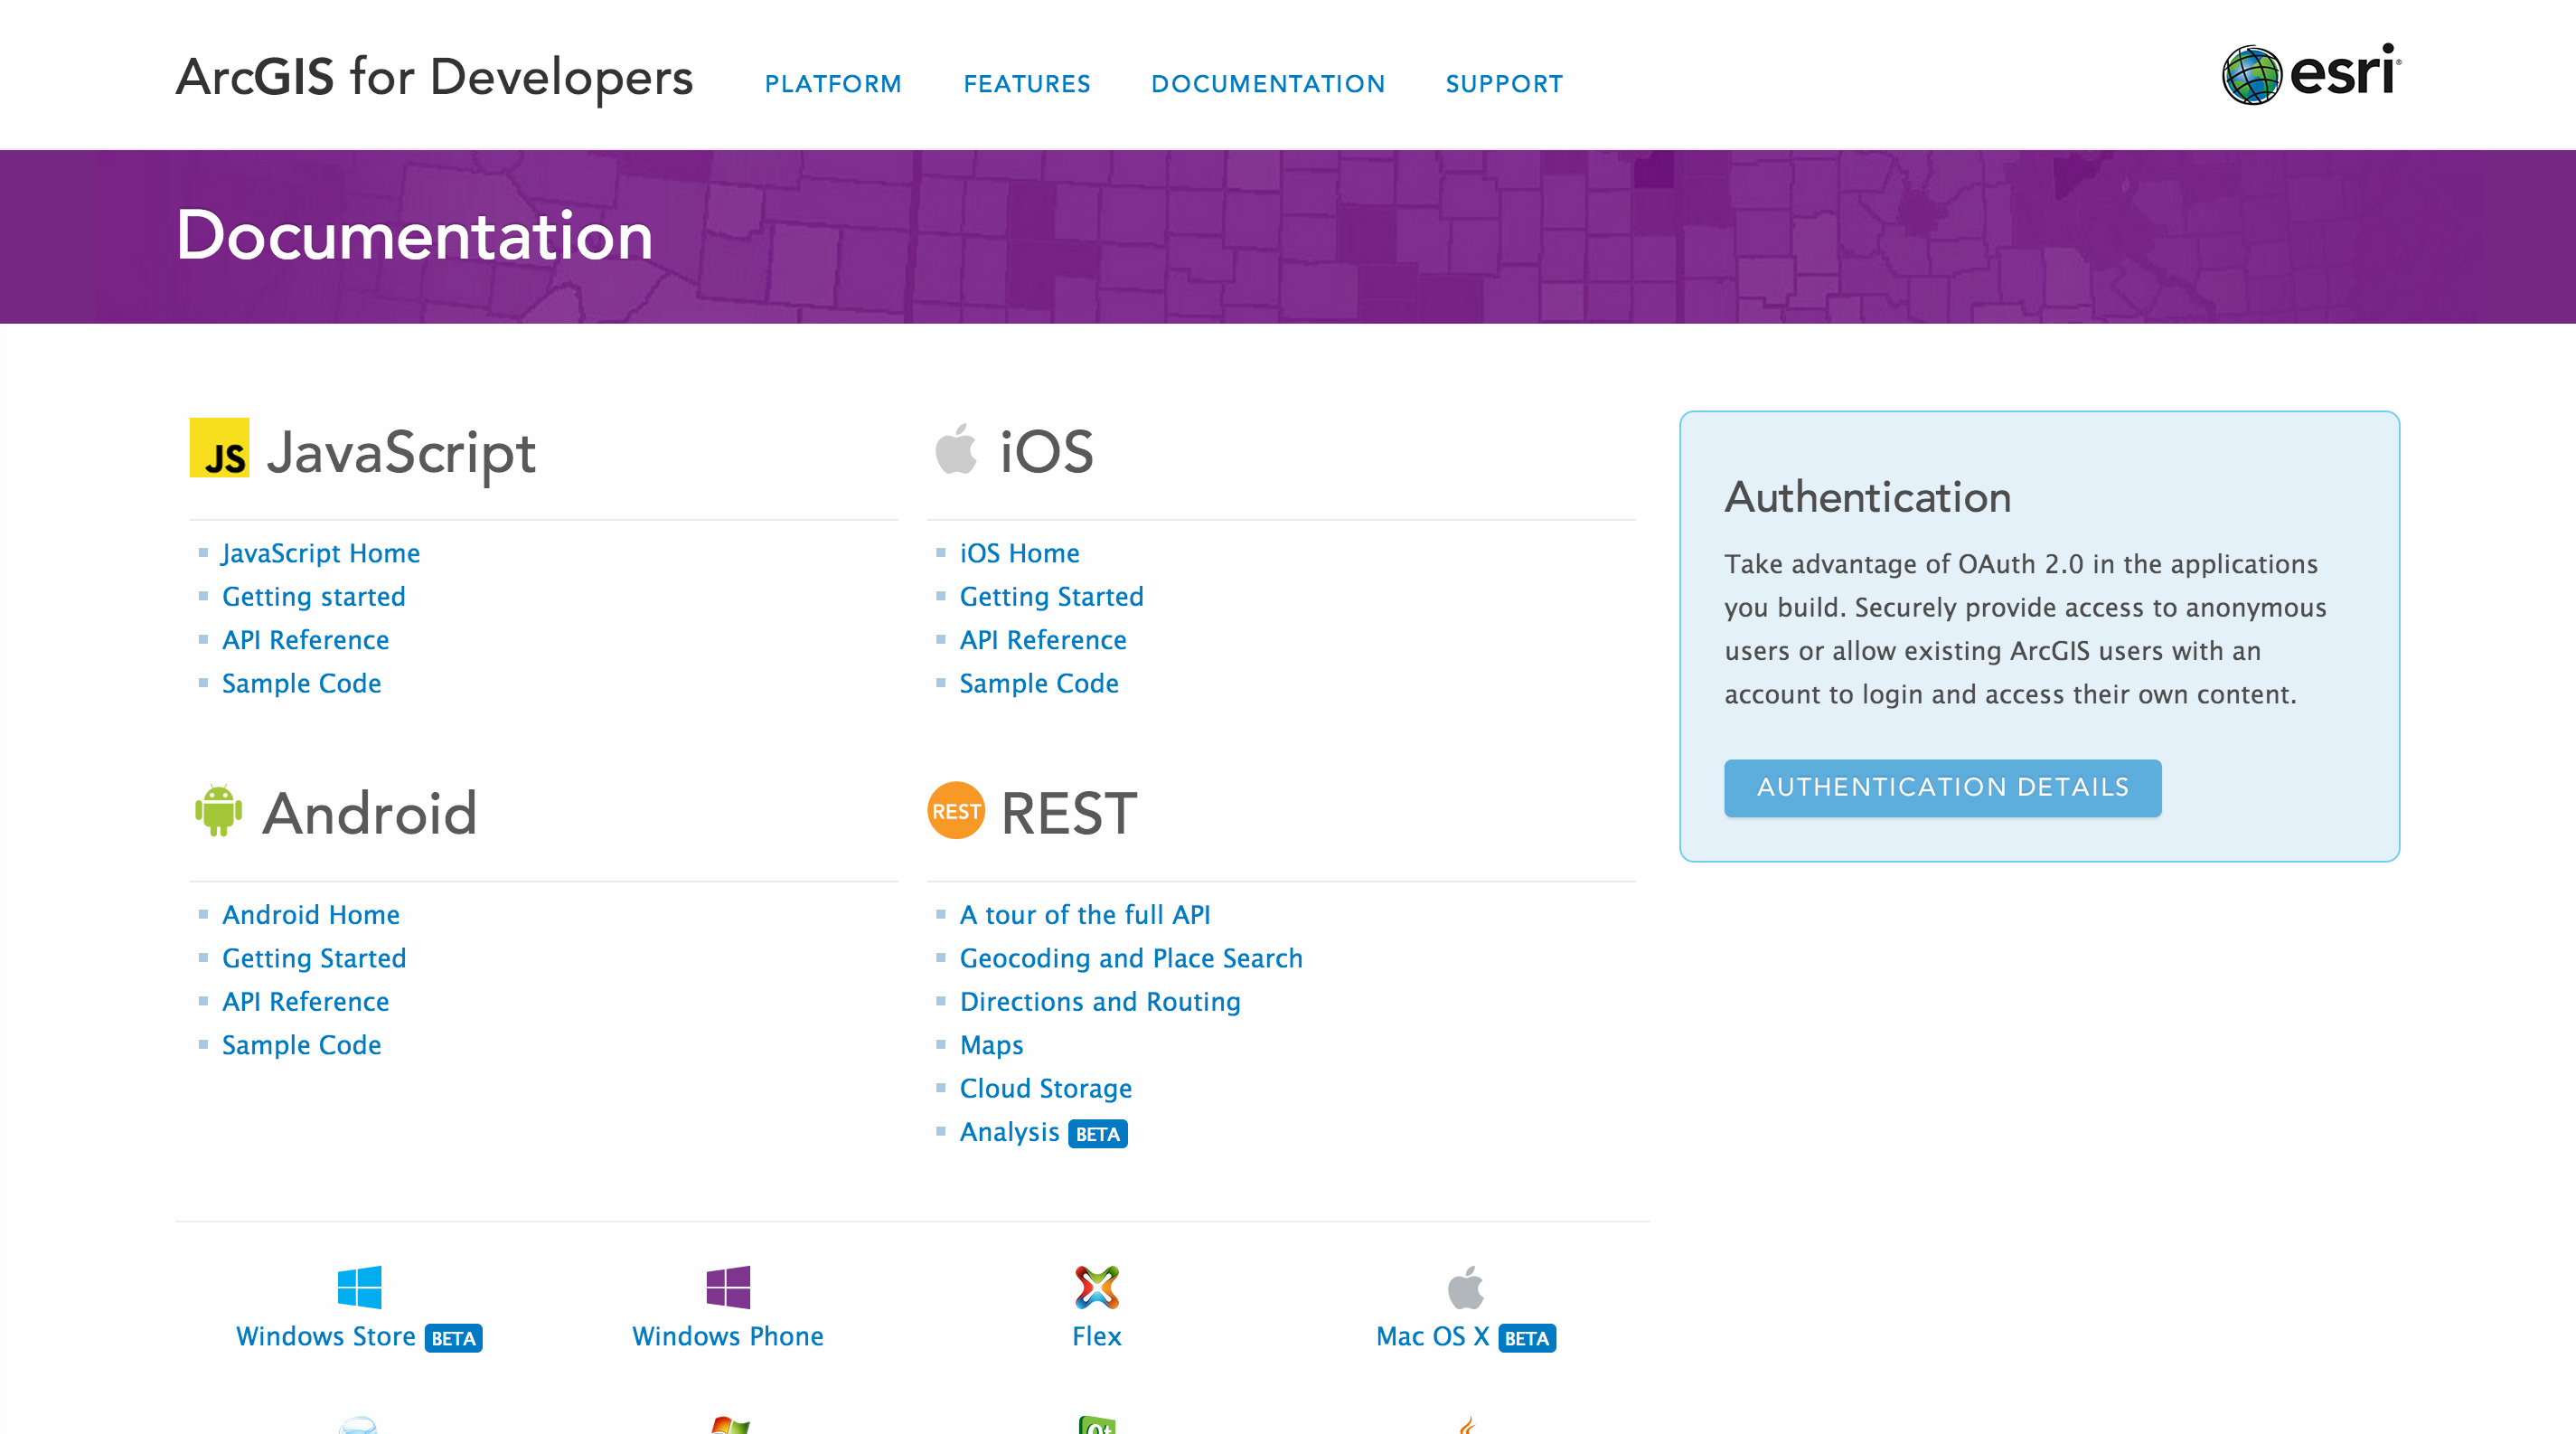 ArcGIS for Developers
PLATFORM
FEATURES
DOCUMENTATION
SUPPORT
esri
Documentation
JS JavaScript
JavaScript Home
Getting started
API Reference
Sample Code
iOS
iOS Home
Getting Started
API Reference
Sample Code
Android
Android Home
Getting Started
API Reference
Sample Code
REST REST
A tour of the full API
Geocoding and Place Search
Directions and Routing
Maps
Cloud Storage
Analysis BETA
Authentication
Take advantage of OAuth 2.0 in the applications
you build. Securely provide access to anonymous
users or allow existing ArcGIS users with an
account to login and access their own content.
AUTHENTICATION DETAILS
Windows Store BETA
Windows Phone
Flex
Mac OS X BETA